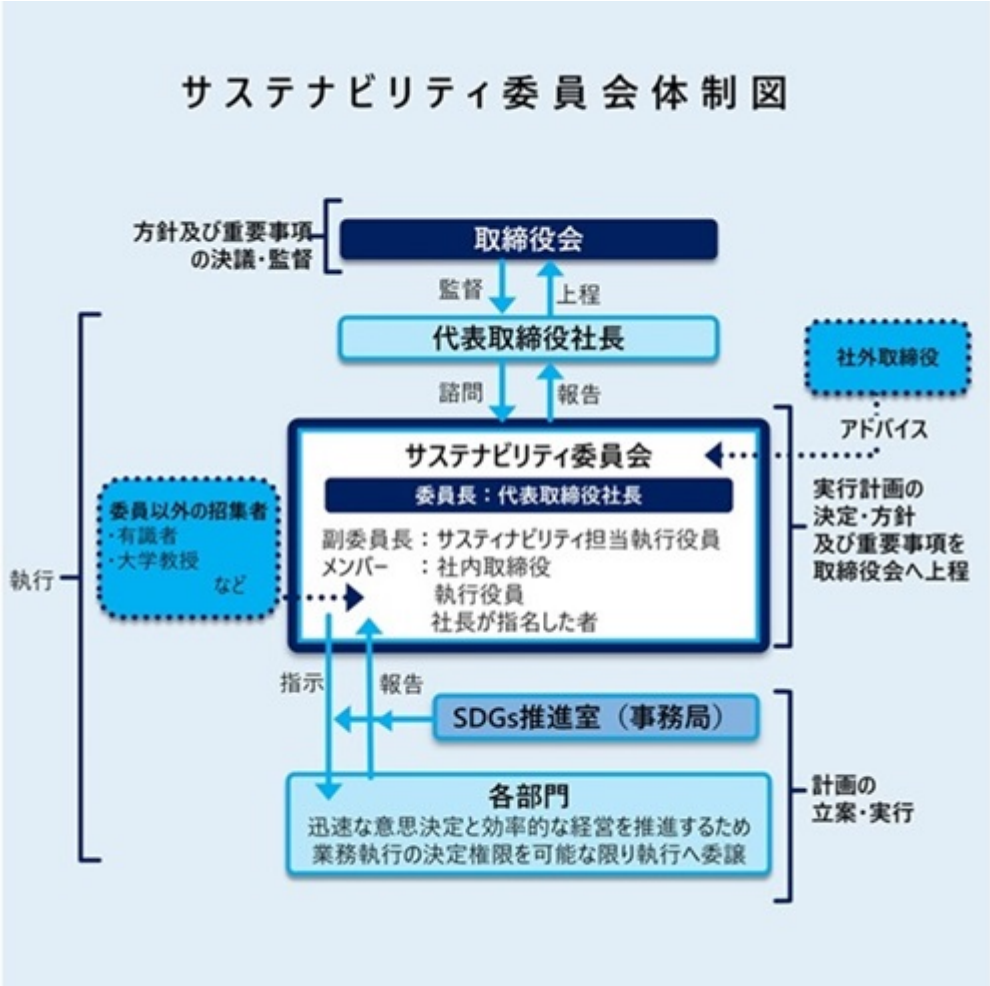 サステナビリティ委員会体制図
方針及び重要事項
の決議・監督
取締役会
監督
上程
代表取締役社長
諮問
報告
社外取締役
アドバイス
サステナビリティ委員会
委員長：代表取締役社長
副委員長：サスティナビリティ担当執行役員
メンバー　：社内取締役
執行役員
社長が指名した者
委員以外の招集者
・有識者
・大学教授
など
実行計画の
決定・方針
及び重要事項を
取締役会へ上程
執行
指示
報告
SDGs推進室（事務局）
各部門
迅速な意思決定と効率的な経営を推進するため
業務執行の決定権限を可能な限り執行へ委譲
計画の
立案・実行